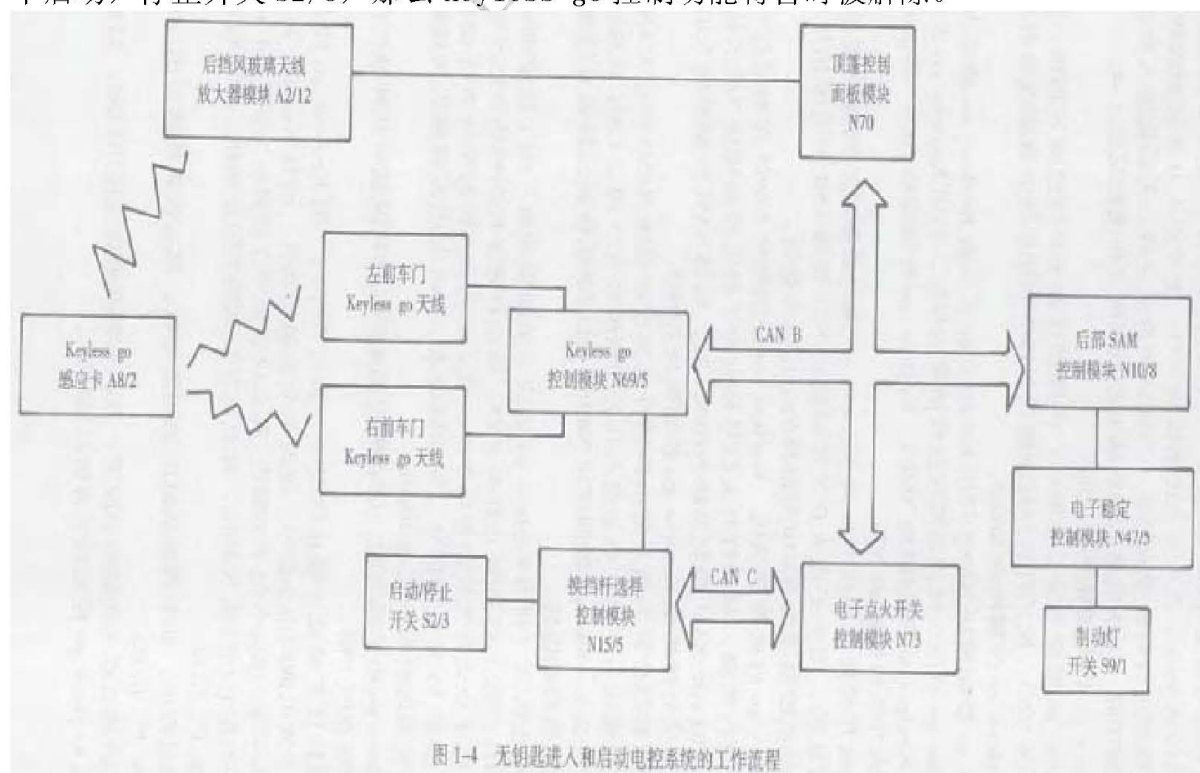 后挡风玻璃天线
放大器模块 A2/12
顶篷控制
面板模块
N70
左前车门
Keyless go 天线
Keyless go
感应卡 A8/2
Keyless go
控制模块 N69/5
CAN B
后部 SAM
控制模块 N10/8
右前车门
Keyless go 天线
电子稳定
控制模块 N47/5
启动/停止
开关 S2/3
换挡杆选择
控制模块
N15/5
CAN C
电子点火开关
控制模块 N73
制动灯
开关 S9/1
图 1-4 无钥匙进入和启动电控系统的工作流程